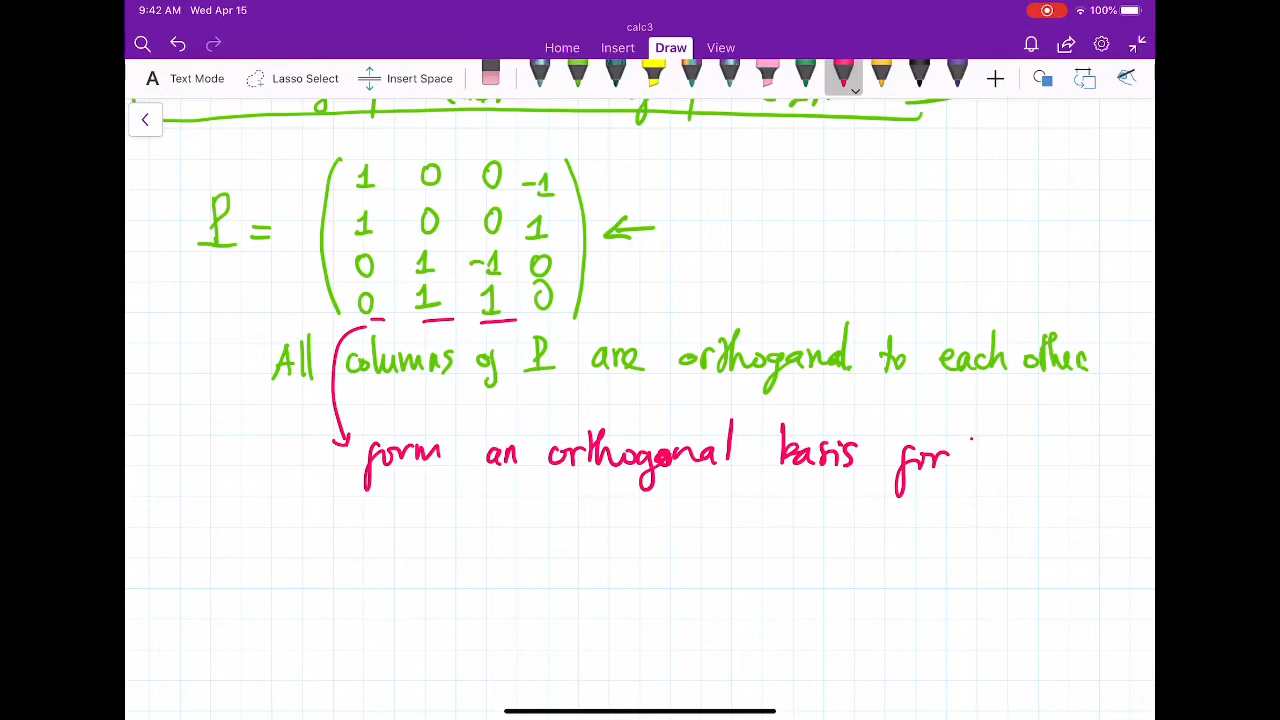 9:42 AM Wed Apr 15
100%
calc3
Home Insert Draw View
A Text Mode Lasso Select Insert Space
P =
1 0 0 -1
1 0 0 1
0 1 -1 0
0 1 1 0
All columns of P are orthogonal to each other
form an orthogonal basis for